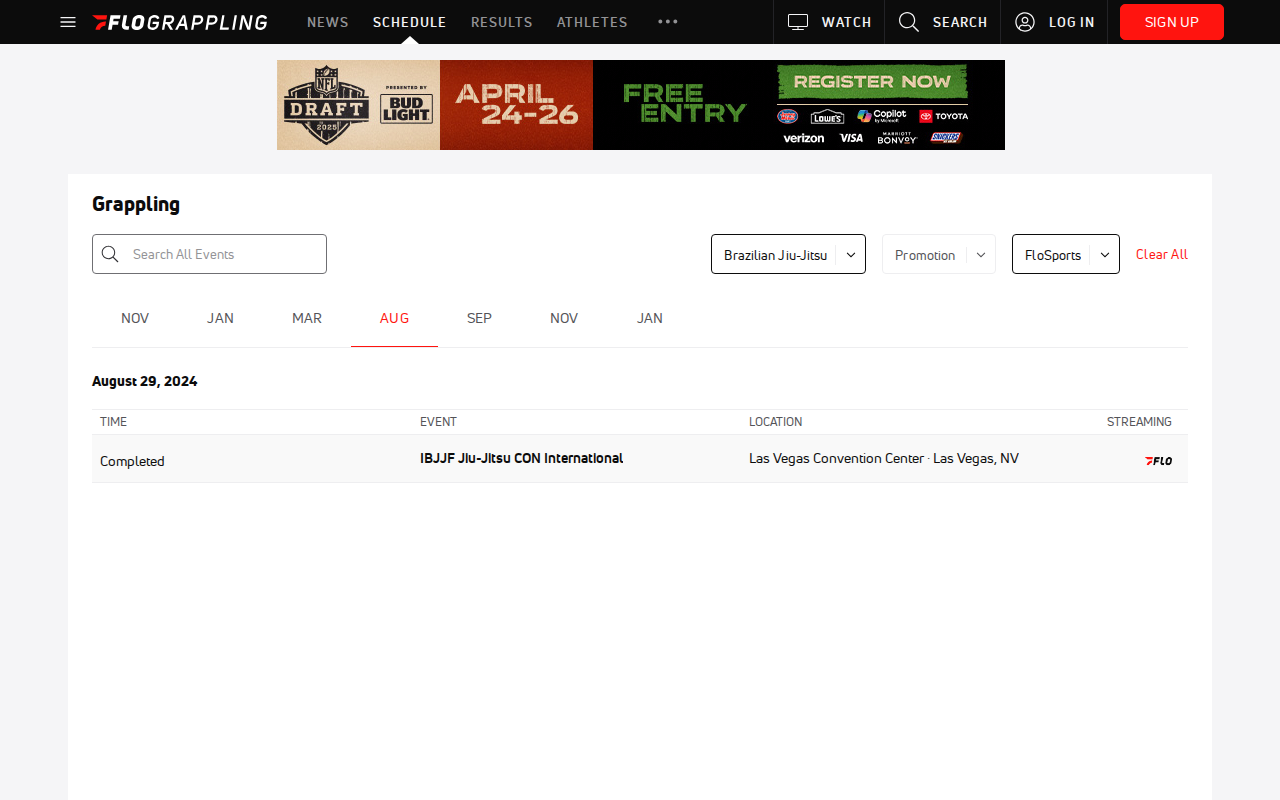 FLOGRAPPLING NEWS SCHEDULE RESULTS ATHLETES WATCH SEARCH LOG IN SIGN UP
NFL
DRAFT
2025
PRESENTED BY
BUD
LIGHT
APRIL
24-26
FREE
ENTRY
REGISTER NOW
LOWE'S Copilot TOYOTA
by Microsoft
verizon VISA MARRIOTT BONVOY SNICKERS
Grappling
Search All Events Brazilian Jiu-Jitsu Promotion FloSports Clear All
NOV JAN MAR AUG SEP NOV JAN
August 29, 2024
TIME EVENT LOCATION STREAMING
Completed IBJJF Jiu-Jitsu CON International Las Vegas Convention Center · Las Vegas, NV FLO